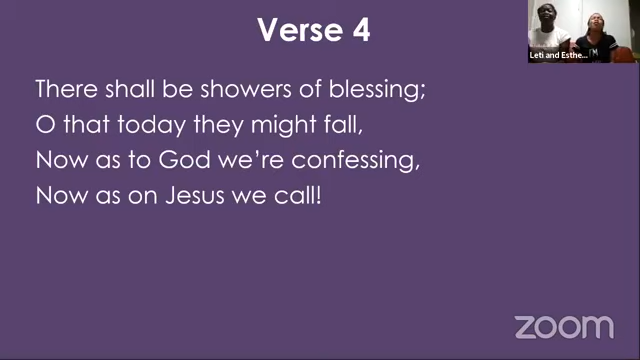 Verse 4
There shall be showers of blessing;
O that today they might fall,
Now as to God we're confessing,
Now as on Jesus we call!
Leti and Esthe...
I'M
zoom